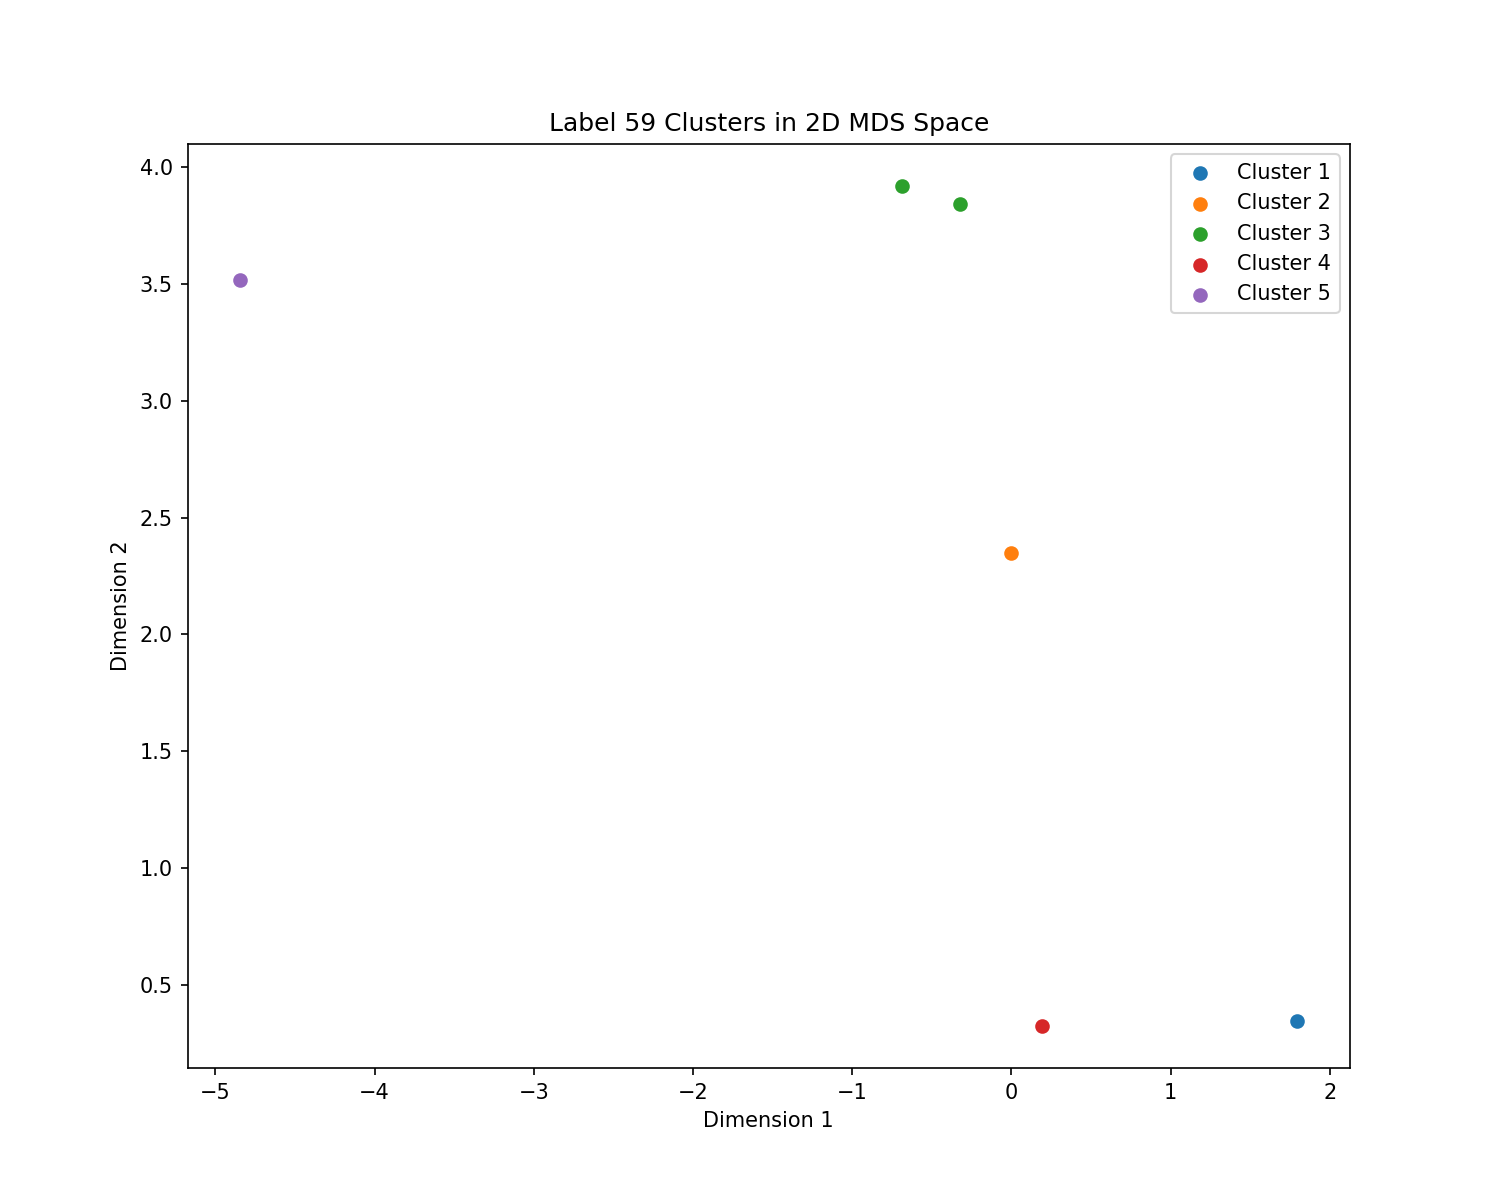 Label 59 Clusters in 2D MDS Space
Cluster 1
Cluster 2
Cluster 3
Cluster 4
Cluster 5
4.0
3.5
3.0
2.5
2.0
1.5
1.0
0.5
Dimension 2
−5 −4 −3 −2 −1 0 1 2
Dimension 1